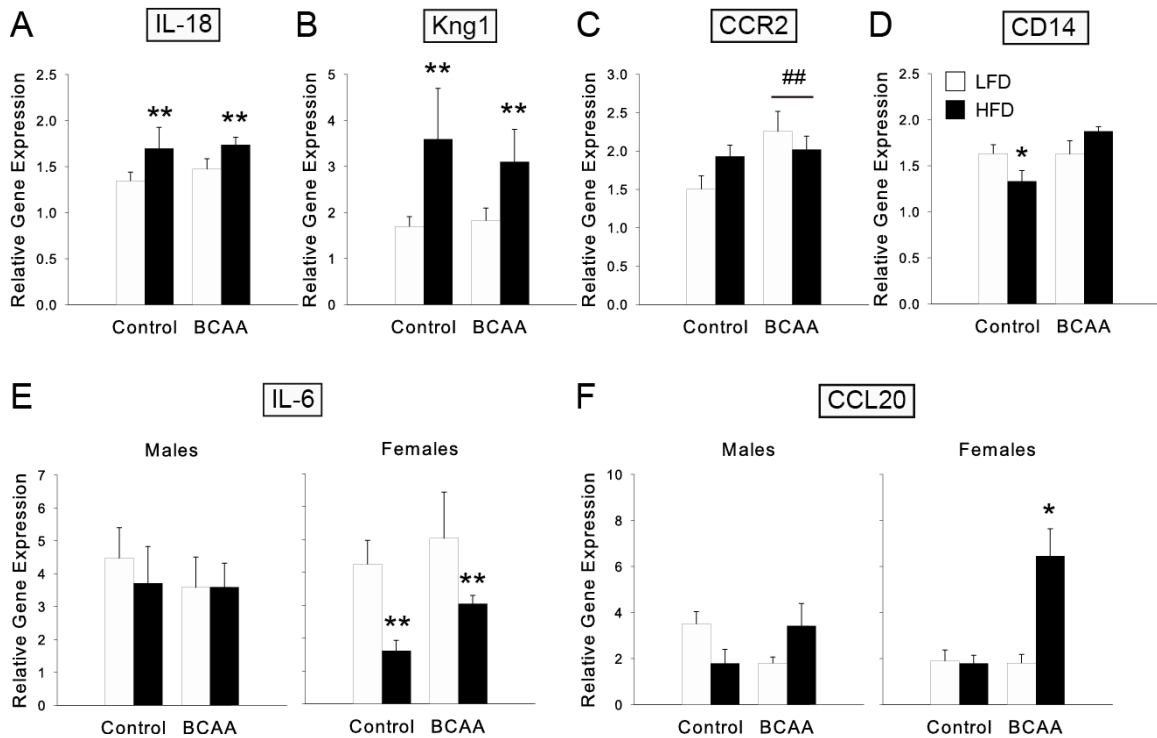 A
IL-18
Relative Gene Expression
2.5
2.0
1.5
1.0
0.5
0.0
**
**
Control BCAA
B
Kng1
Relative Gene Expression
5
4
3
2
1
0
**
**
Control BCAA
C
CCR2
Relative Gene Expression
3.0
2.5
2.0
1.5
1.0
0.5
0.0
##
Control BCAA
D
CD14
Relative Gene Expression
2.5
2.0
1.5
1.0
0.5
0.0
LFD
HFD
*
Control BCAA
E
IL-6
Males
Relative Gene Expression
7
6
5
4
3
2
1
0
Control BCAA
Females
**
**
Control BCAA
F
CCL20
Males
Relative Gene Expression
10
8
6
4
2
0
Control BCAA
Females
*
Control BCAA